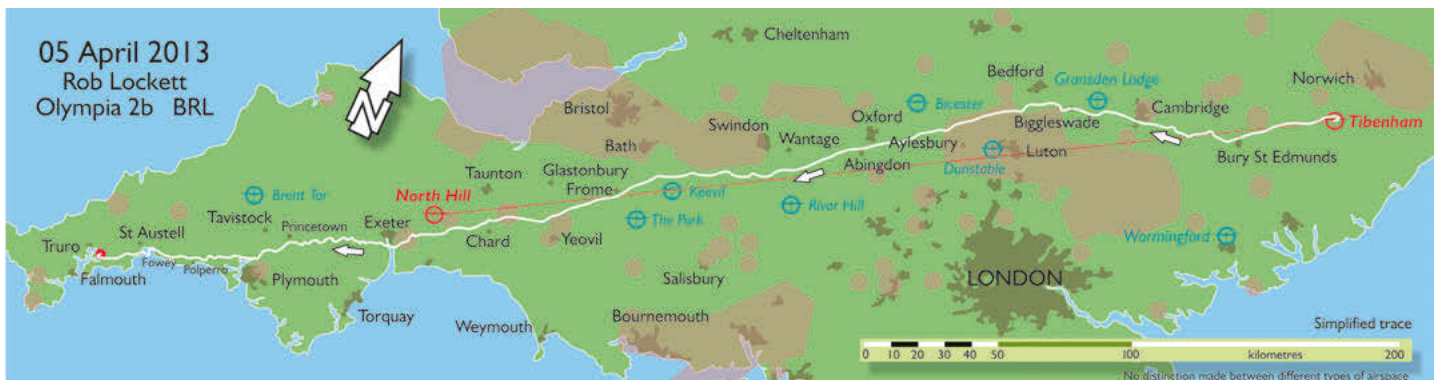 05 April 2013
Rob Lockett
Olympia 2b BRL
N
Cheltenham
Bedford
Gransden Lodge
Norwich
Bristol
Bicester
Oxford
Cambridge
Tibenham
Swindon
Wantage
Biggleswade
Bath
Aylesbury
Abingdon
Luton
Bury St Edmunds
Dunstable
Taunton
Glastonbury
Frome
Keevil
Brent Tor
North Hill
Rivar Hill
The Park
Tavistock
Princetown
Exeter
Chard
Yeovil
Wormingford
St Austell
Truro
Fowey
Polperro
Falmouth
Plymouth
Salisbury
LONDON
Torquay
Weymouth
Bournemouth
Simplified trace
0 10 20 30 40 50 100 kilometres 200
No distinction made between different types of airspace